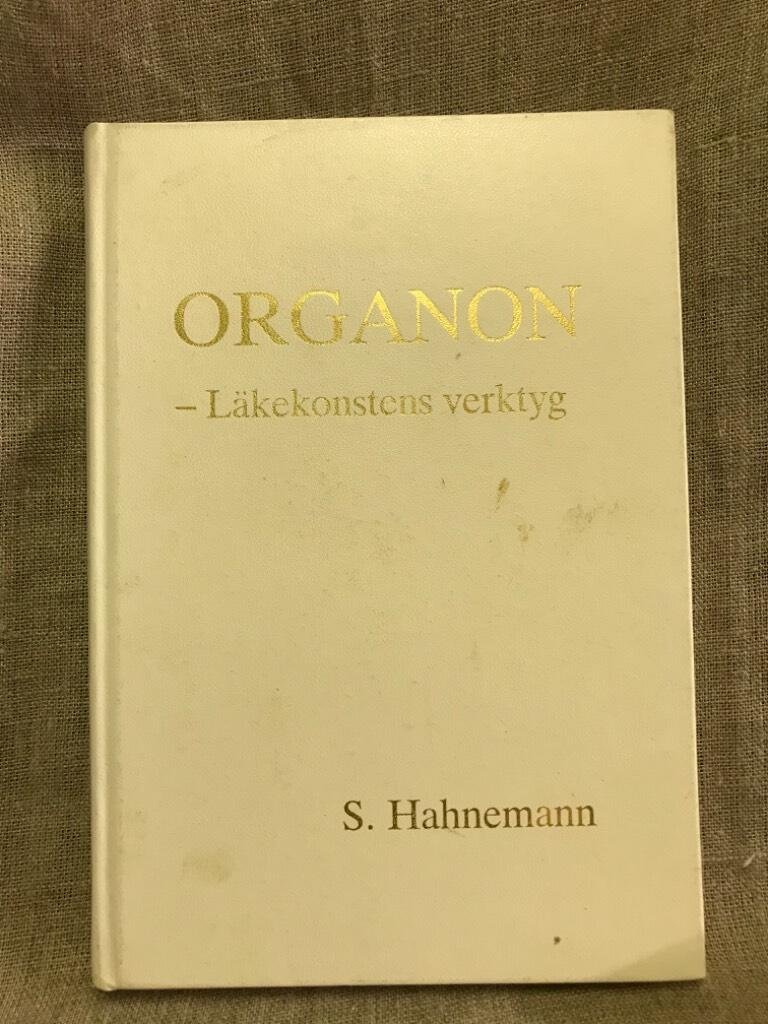 ORGANON
– Läkekonstens verktyg
S. Hahnemann